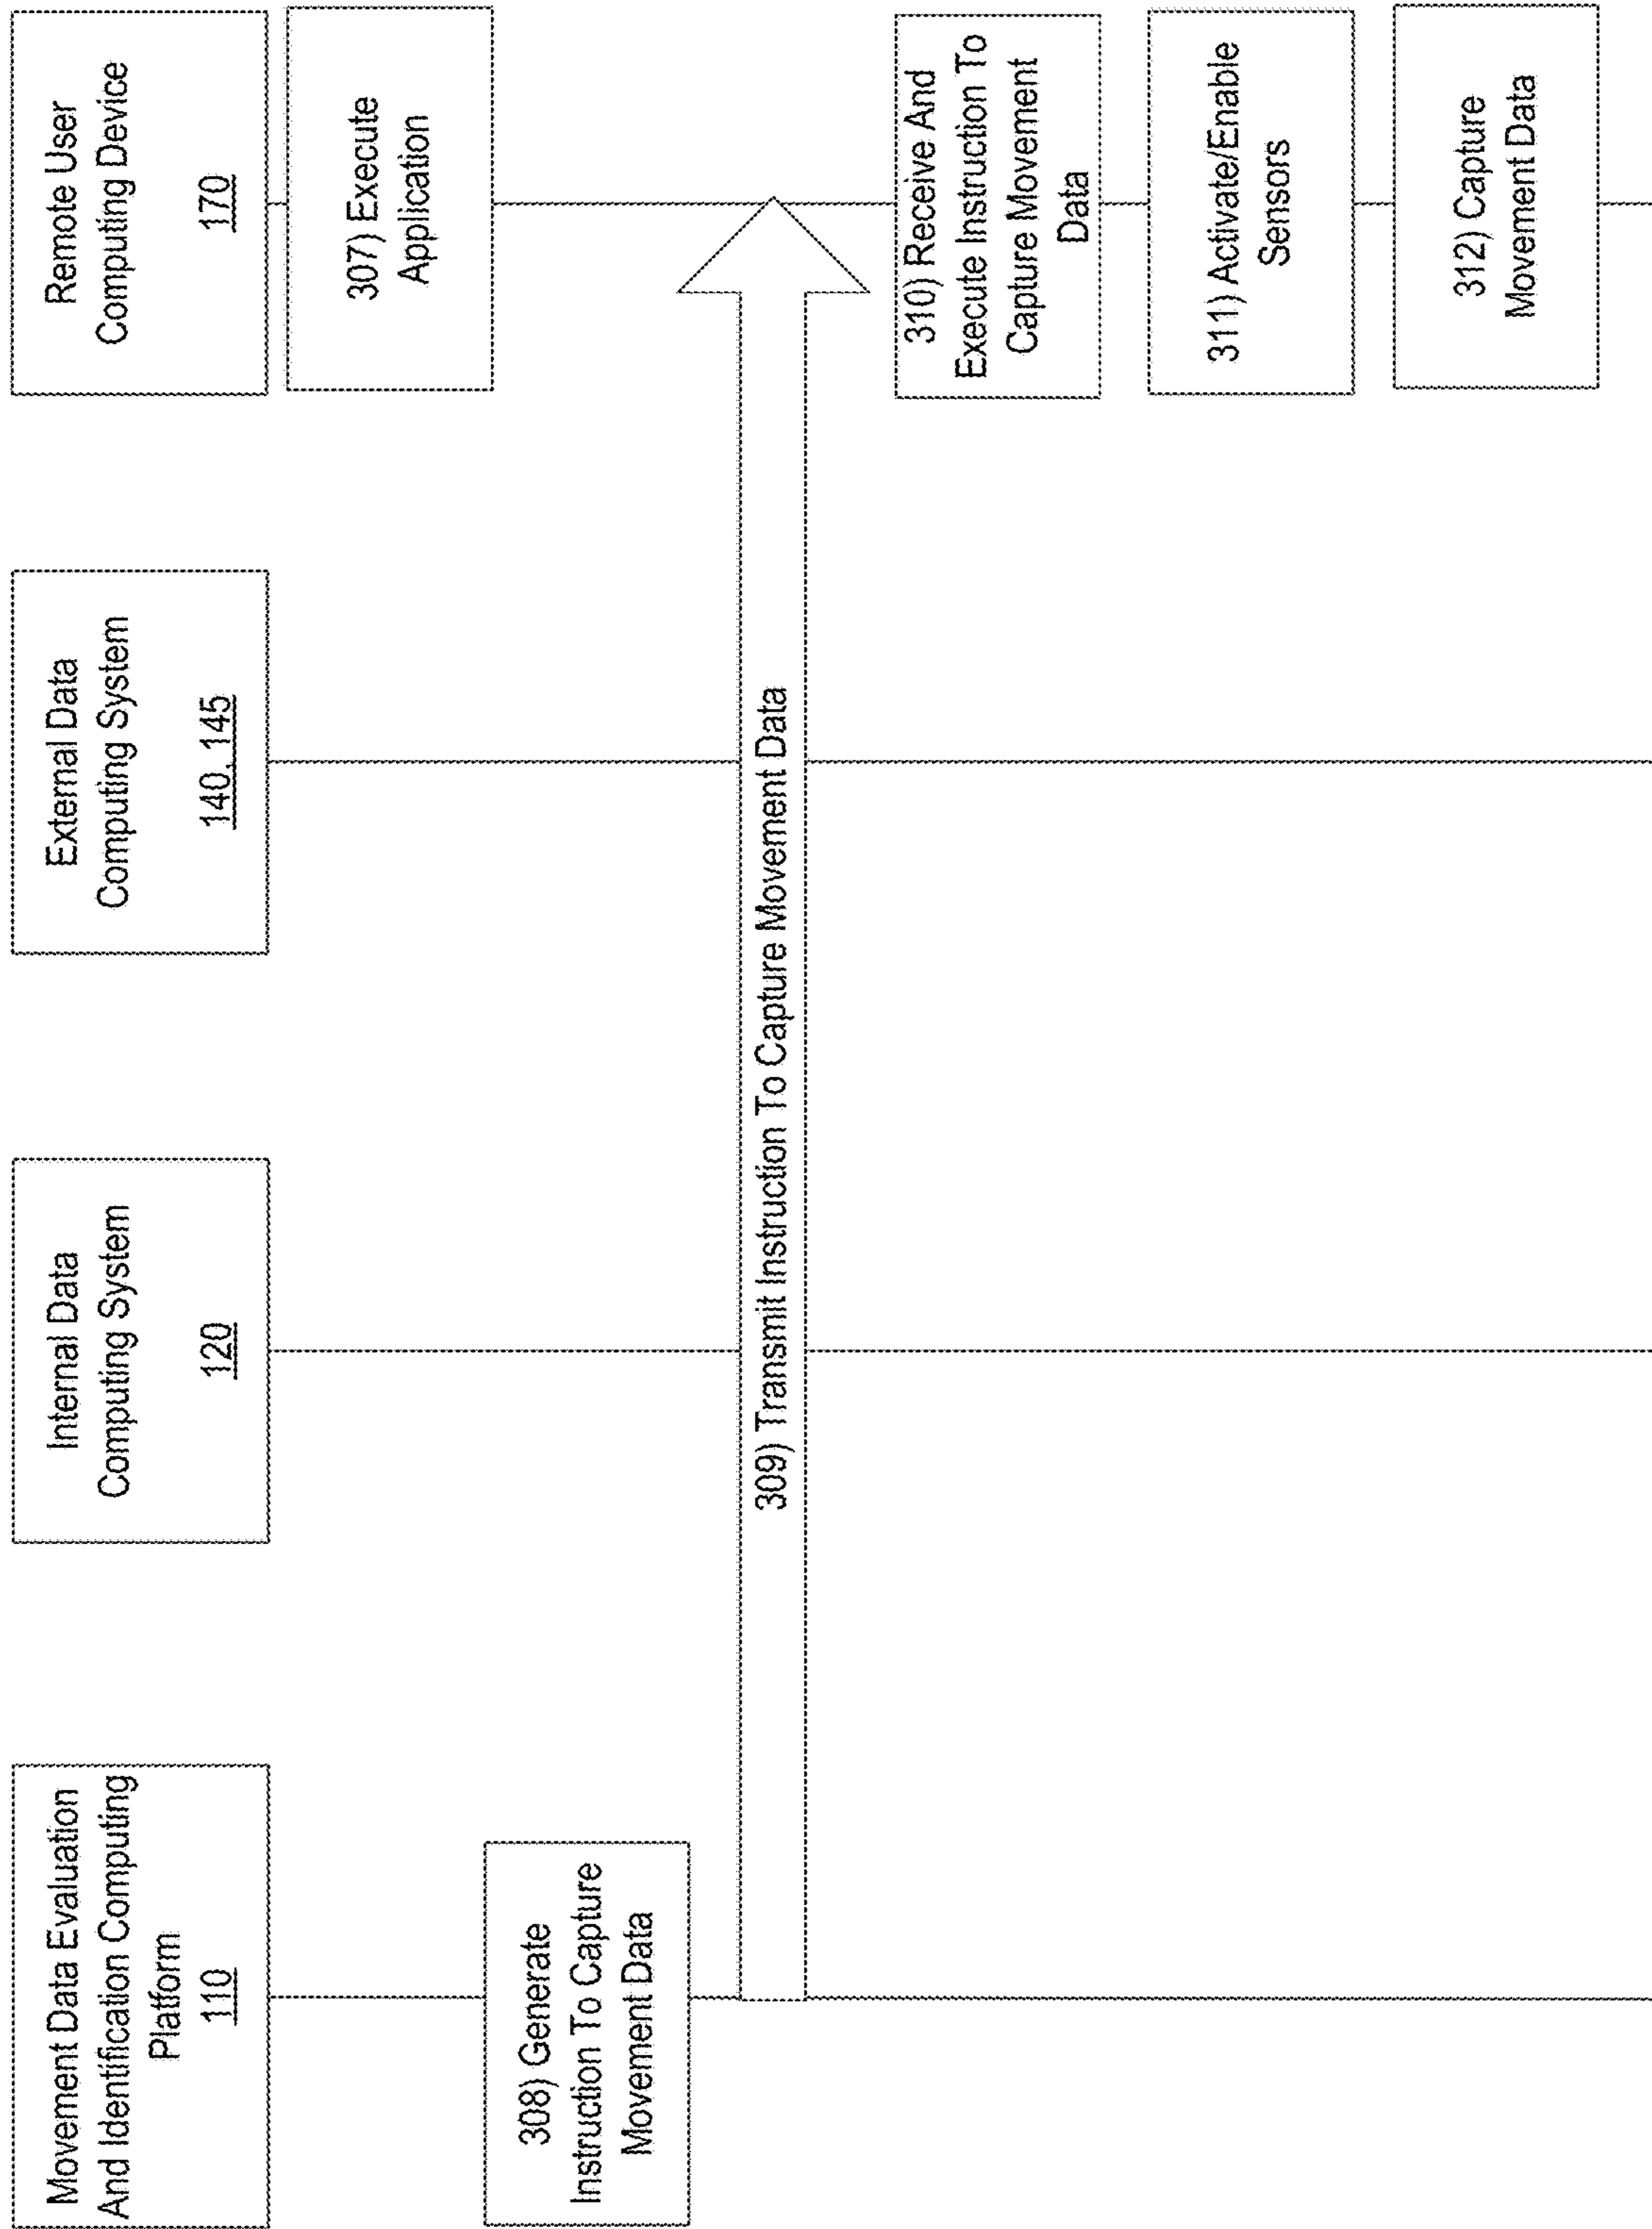 Movement Data Evaluation
And Identification Computing
Platform
110
Internal Data
Computing System
120
External Data
Computing System
140, 145
Remote User
Computing Device
170
307) Execute
Application
308) Generate
Instruction To Capture
Movement Data
309) Transmit Instruction To Capture Movement Data
310) Receive And
Execute Instruction To
Capture Movement
Data
311) Activate/Enable
Sensors
312) Capture
Movement Data